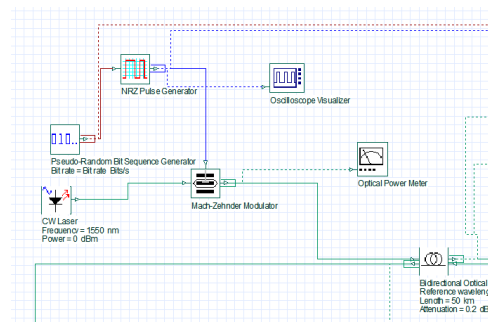 NRZ Pulse Generator
Oscilloscope Visualizer
Pseudo-Random Bit Sequence Generator
Bit rate = Bit rate Bits/s
Optical Power Meter
Mach-Zehnder Modulator
CW Laser
Frequency = 1550 nm
Power = 0 dBm
Bidirectional Optical
Reference waveleng
Length = 50 km
Attenuation = 0.2 dB